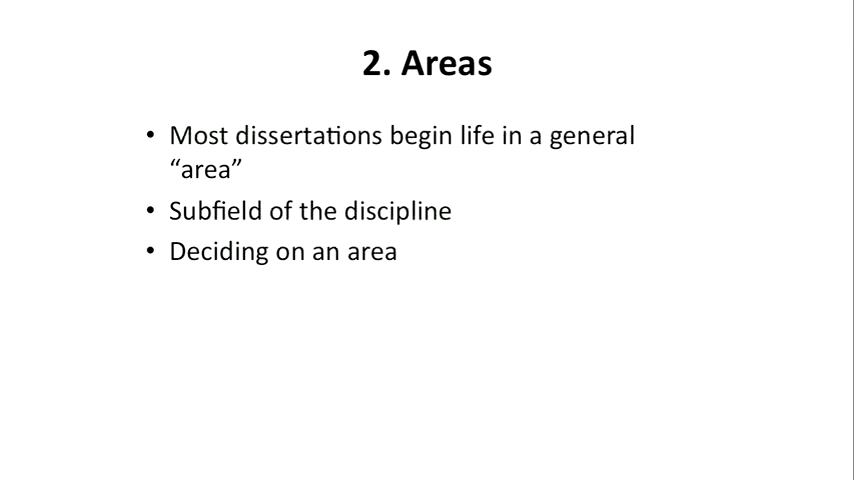 2. Areas
• Most dissertations begin life in a general
“area”
• Subfield of the discipline
• Deciding on an area